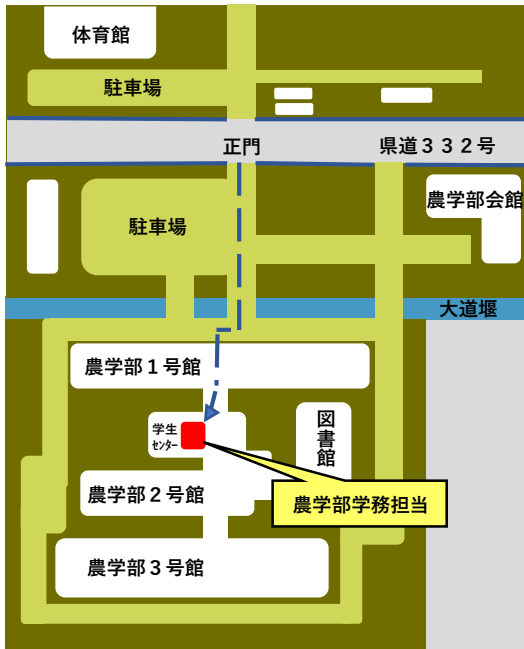 体育館
駐車場
正門
県道３３２号
農学部会館
駐車場
大道堰
農学部１号館
学生
ｾﾝﾀｰ
図書館
農学部２号館
農学部学務担当
農学部３号館